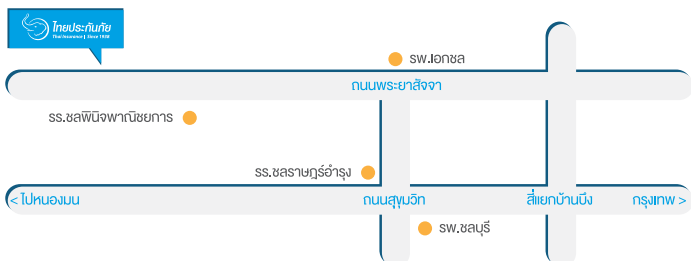 ไทยประกันภัย
Thai Insurance | Since 1938
รพ.เอกชล
ถนนพระยาสัจจา
รร.ชลพินิจพาณิชยการ
รร.ชลราษฎร์อำรุง
< ไปหนองมน
ถนนสุขุมวิท
สี่แยกบ้านบึง
กรุงเทพ >
รพ.ชลบุรี